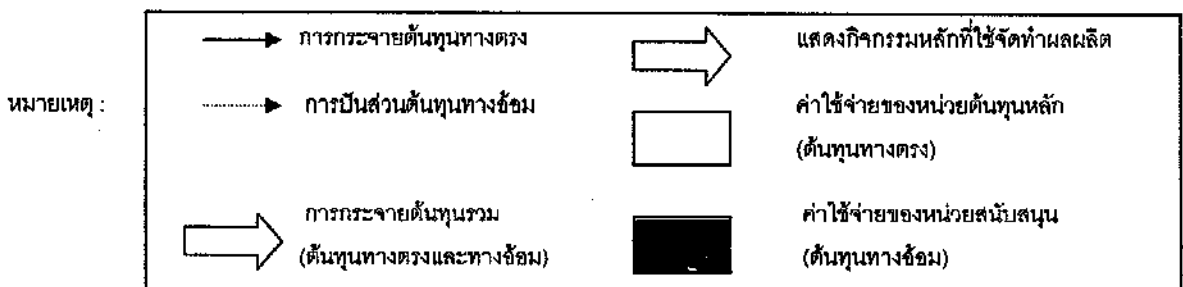 การกระจายต้นทุนทางตรง
แสดงกิจกรรมหลักที่ใช้จัดทำผลผลิต
หมายเหตุ :
การปันส่วนต้นทุนทางอ้อม
ค่าใช้จ่ายของหน่วยต้นทุนหลัก
(ต้นทุนทางตรง)
การกระจายต้นทุนรวม
(ต้นทุนทางตรงและทางอ้อม)
ค่าใช้จ่ายของหน่วยสนับสนุน
(ต้นทุนทางอ้อม)